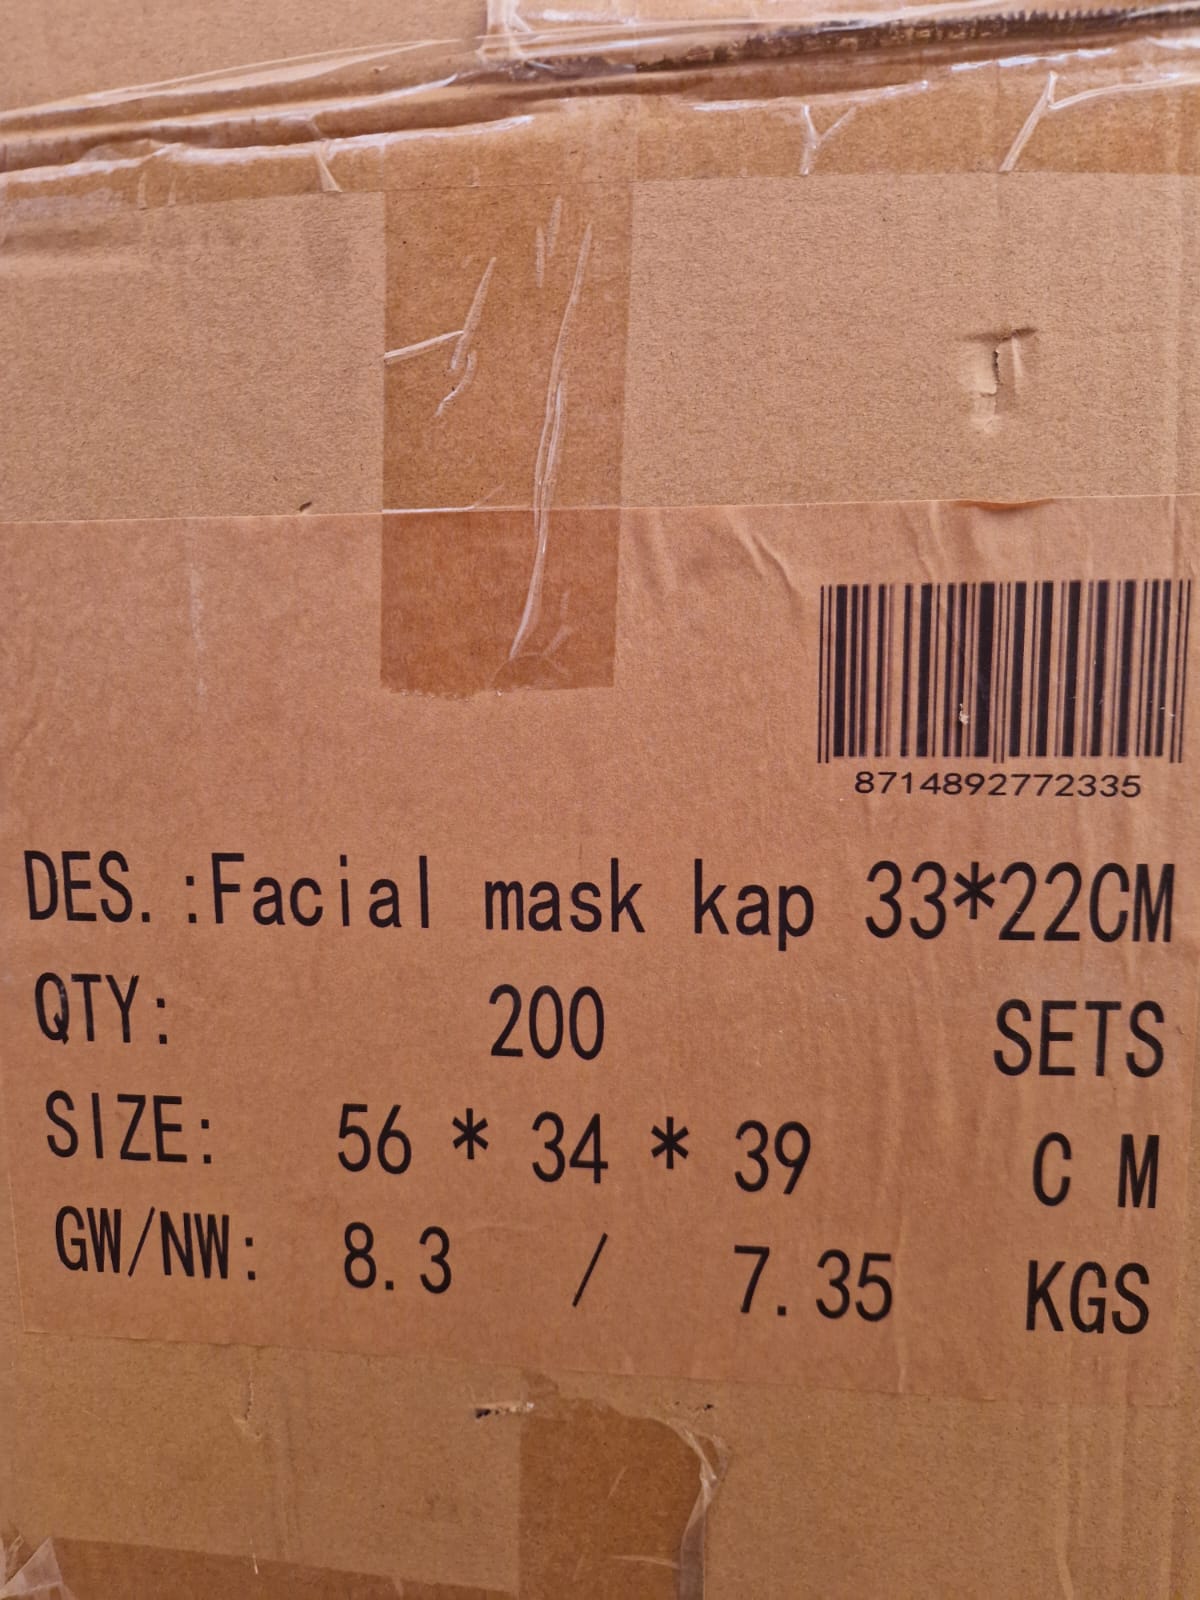 8714892772335
DES.:Facial mask kap 33*22CM
QTY: 200 SETS
SIZE: 56 * 34 * 39 C M
GW/NW: 8.3 / 7.35 KGS